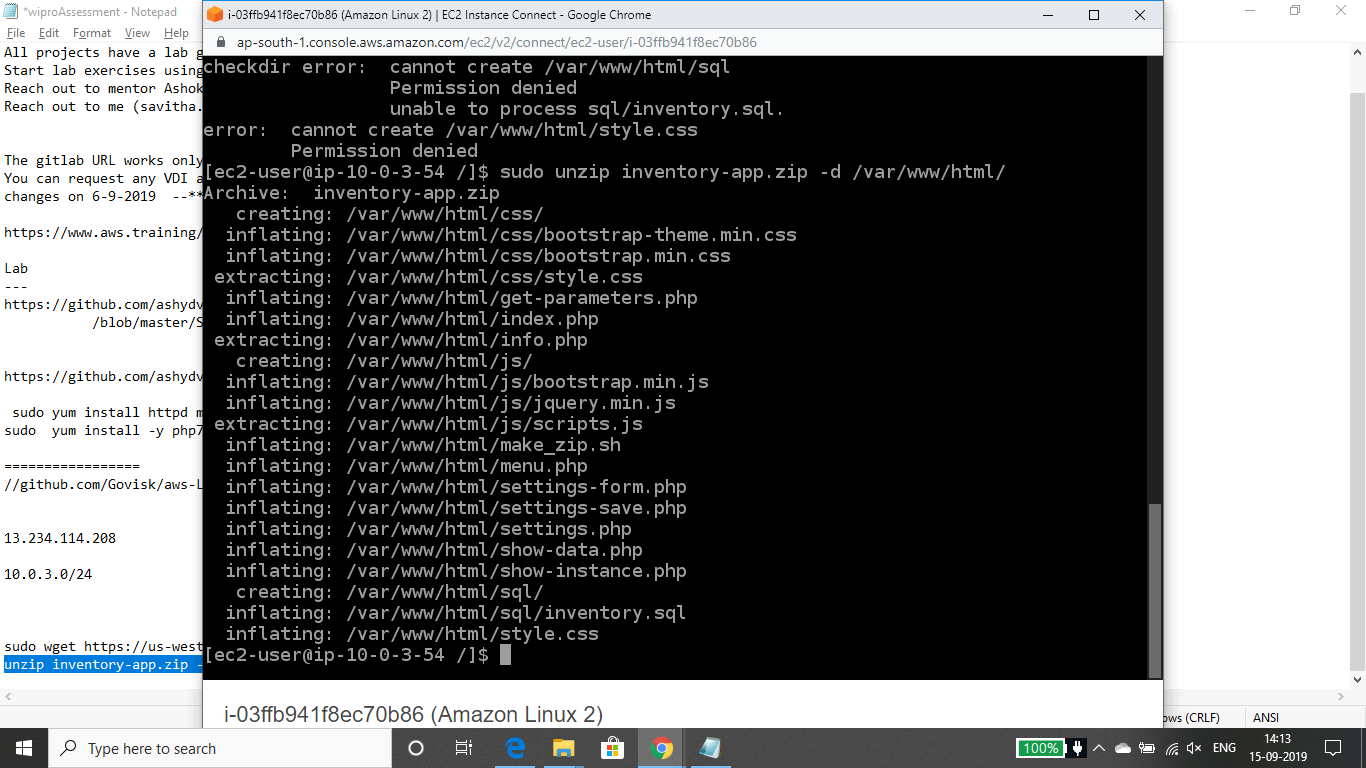 *wiproAssessment - Notepad
File Edit Format View Help
All projects have a lab g
Start lab exercises using
Reach out to mentor Ashok
Reach out to me (savitha.
The gitlab URL works only
You can request any VDI a
changes on 6-9-2019  --**
https://www.aws.training/
Lab
---
https://github.com/ashydv
/blob/master/S
https://github.com/ashydv
sudo yum install httpd m
sudo  yum install -y php7
=================
//github.com/Govisk/aws-L
13.234.114.208
10.0.3.0/24
sudo wget https://us-west
unzip inventory-app.zip -
i-03ffb941f8ec70b86 (Amazon Linux 2) | EC2 Instance Connect - Google Chrome
ap-south-1.console.aws.amazon.com/ec2/v2/connect/ec2-user/i-03ffb941f8ec70b86
checkdir error:  cannot create /var/www/html/sql
Permission denied
unable to process sql/inventory.sql.
error:  cannot create /var/www/html/style.css
Permission denied
[ec2-user@ip-10-0-3-54 /]$ sudo unzip inventory-app.zip -d /var/www/html/
Archive:  inventory-app.zip
creating: /var/www/html/css/
inflating: /var/www/html/css/bootstrap-theme.min.css
inflating: /var/www/html/css/bootstrap.min.css
extracting: /var/www/html/css/style.css
inflating: /var/www/html/get-parameters.php
inflating: /var/www/html/index.php
extracting: /var/www/html/info.php
creating: /var/www/html/js/
inflating: /var/www/html/js/bootstrap.min.js
inflating: /var/www/html/js/jquery.min.js
extracting: /var/www/html/js/scripts.js
inflating: /var/www/html/make_zip.sh
inflating: /var/www/html/menu.php
inflating: /var/www/html/settings-form.php
inflating: /var/www/html/settings-save.php
inflating: /var/www/html/settings.php
inflating: /var/www/html/show-data.php
inflating: /var/www/html/show-instance.php
creating: /var/www/html/sql/
inflating: /var/www/html/sql/inventory.sql
inflating: /var/www/html/style.css
[ec2-user@ip-10-0-3-54 /]$
i-03ffb941f8ec70b86 (Amazon Linux 2)
ows (CRLF) ANSI
Type here to search
100%
ENG
14:13
15-09-2019